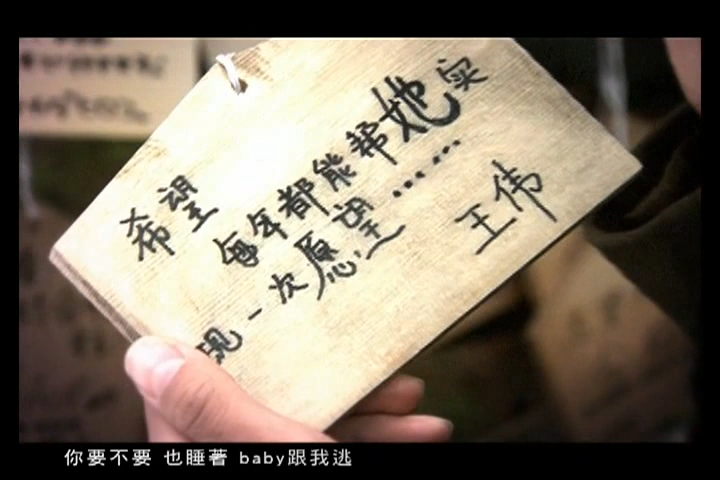 希望
每年都能帮她实
现一次愿望……
王伟
你要不要 也睡著 baby跟我逃